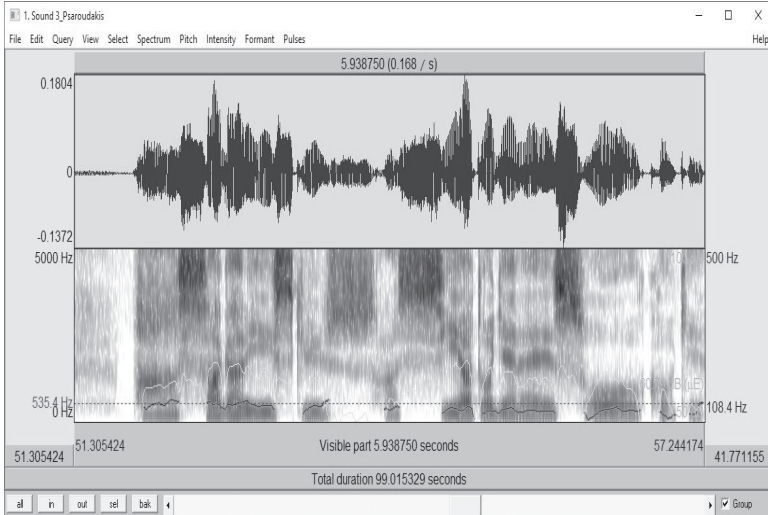 1. Sound 3_Psaroudakis
File Edit Query View Select Spectrum Pitch Intensity Formant Pulses Help
5.938750 (0.168 / s)
0.1804
0
-0.1372
5000 Hz 500 Hz
535.4 Hz 108.4 Hz
0 Hz
51.305424 Visible part 5.938750 seconds 57.244174
51.305424 41.771155
Total duration 99.015329 seconds
all in out sel bak Group